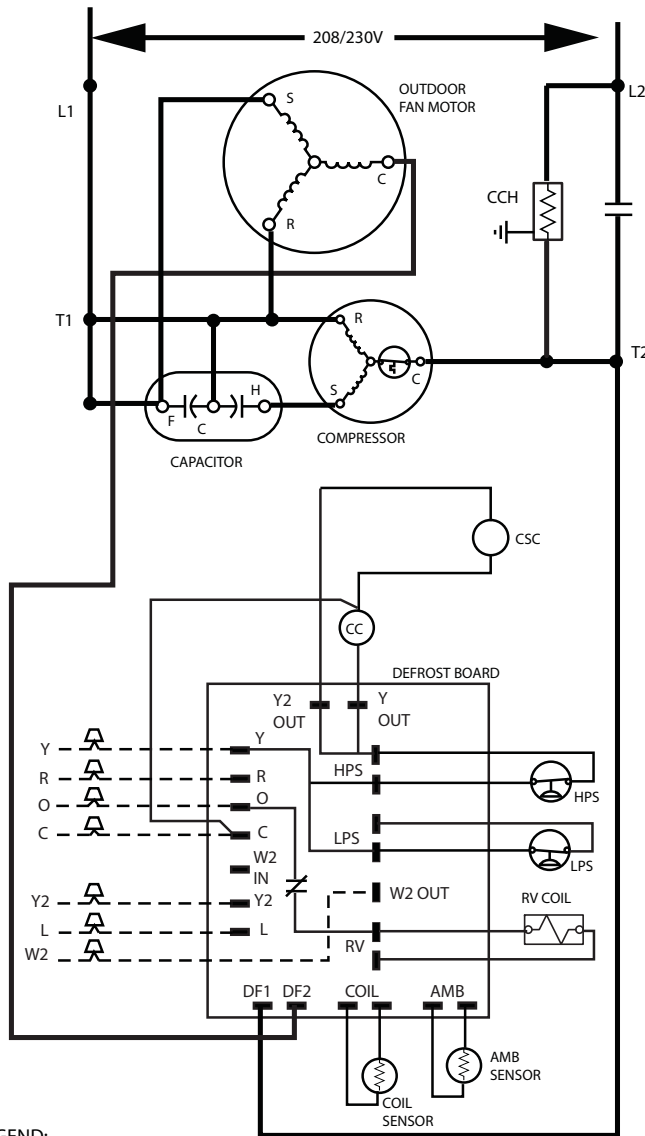 208/230V
L1
L2
OUTDOOR
FAN MOTOR
S
C
R
CCH
T1
T2
R
S
C
COMPRESSOR
F
C
H
CAPACITOR
CSC
CC
DEFROST BOARD
Y2
OUT
Y
OUT
Y
Y
R
R
O
O
C
C
W2
IN
Y2
Y2
L
L
W2
HPS
HPS
LPS
LPS
W2 OUT
RV COIL
RV
DF1
DF2
COIL
AMB
COIL
SENSOR
AMB
SENSOR